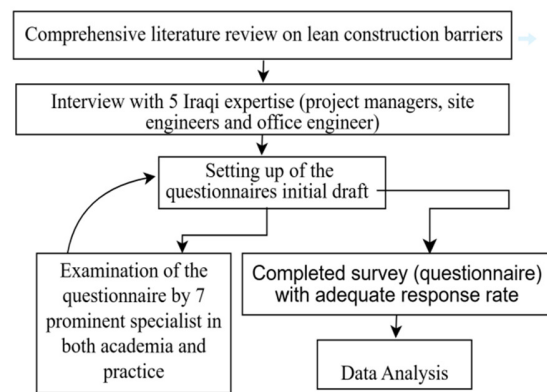 Comprehensive literature review on lean construction barriers
Interview with 5 Iraqi expertise (project managers, site
engineers and office engineer)
Setting up of the
questionnaires initial draft
Examination of the
questionnaire by 7
prominent specialist in
both academia and
practice
Completed survey (questionnaire)
with adequate response rate
Data Analysis